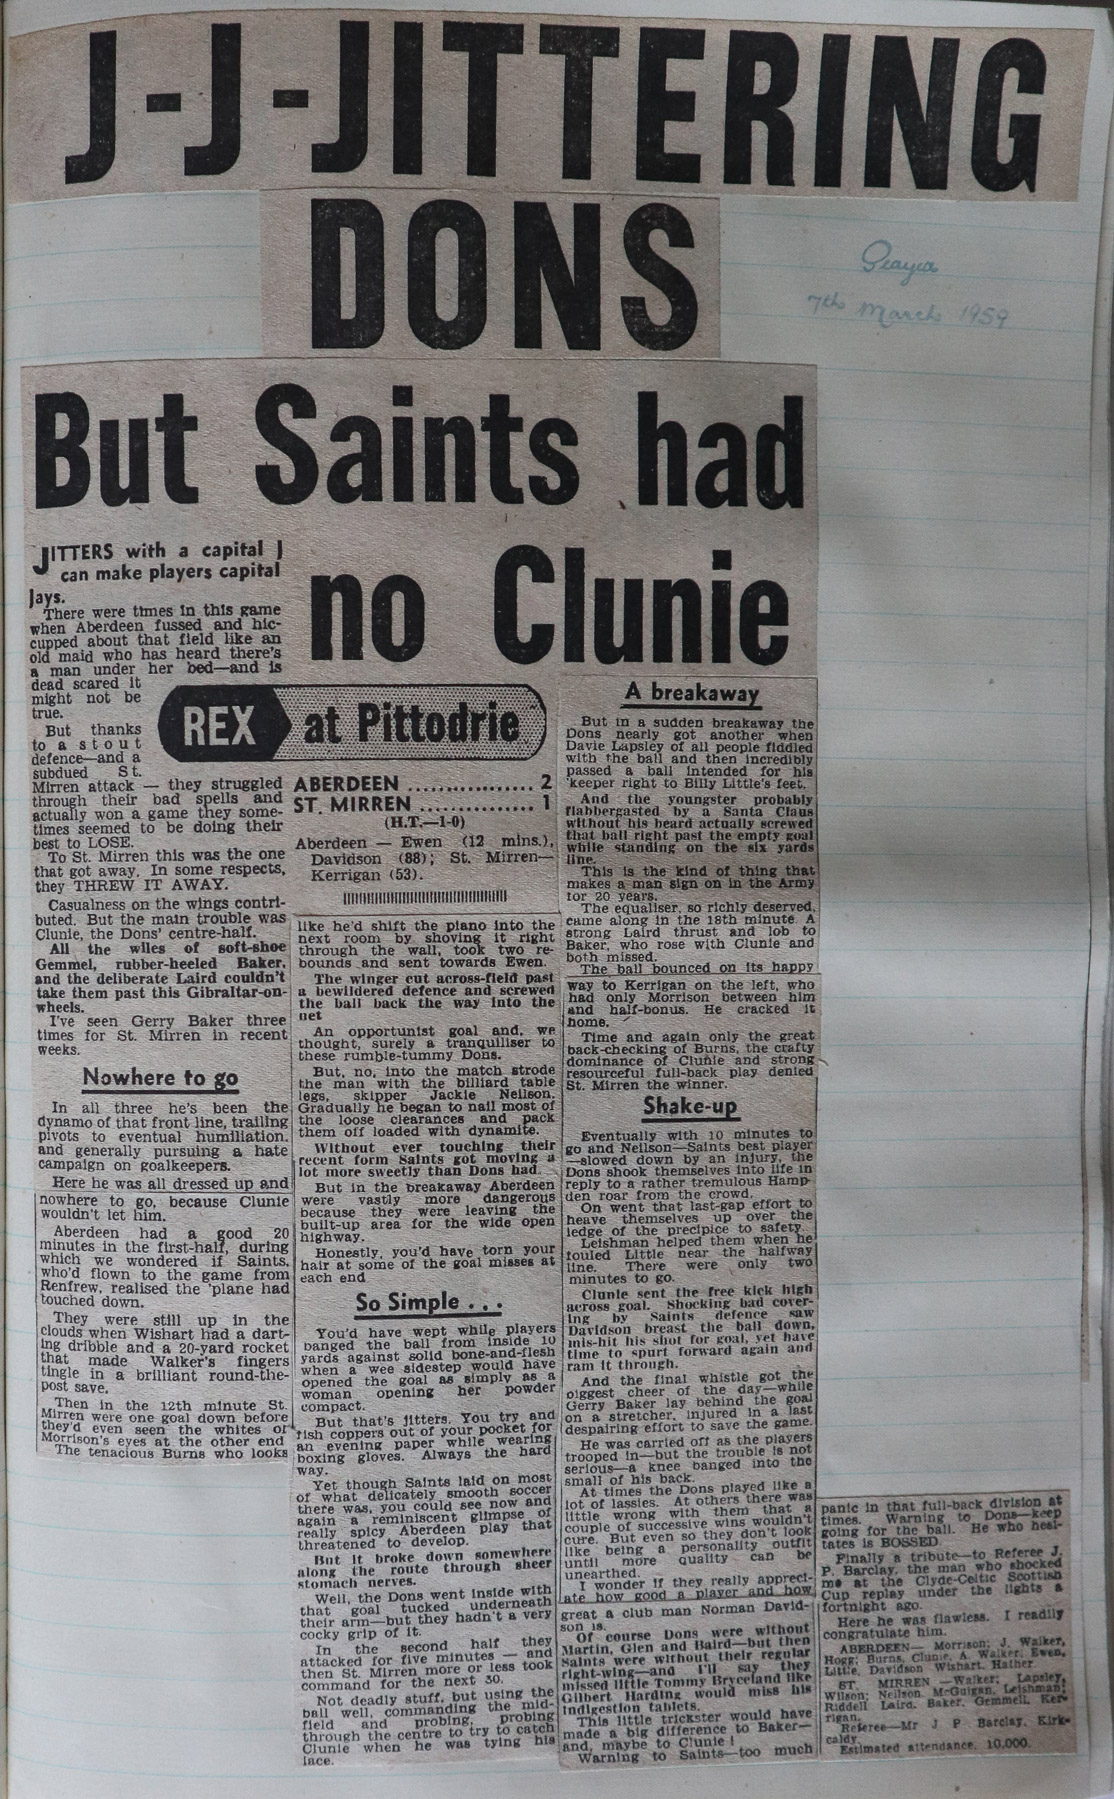 J-J-JITTERING
DONS
7th March 1959
But Saints had
no Clunie
JITTERS with a capital J
can make players capital
Jays.
There were times in this game
when Aberdeen fussed and hic-
cupped about that field like an
old maid who has heard there's
a man under her bed—and is
dead scared it
might not be
true.
But thanks
to a stout
defence—and a
subdued St.
Mirren attack — they struggled
through their bad spells and
actually won a game they some-
times seemed to be doing their
best to LOSE.
To St. Mirren this was the one
that got away. In some respects,
they THREW IT AWAY.
Casualness on the wings contri-
buted. But the main trouble was
Clunie, the Dons' centre-half.
All the wiles of soft-shoe
Gemmel, rubber-heeled Baker,
and the deliberate Laird couldn't
take them past this Gibraltar-on-
wheels.
I've seen Gerry Baker three
times for St. Mirren in recent
weeks.
Nowhere to go
In all three he's been the
dynamo of that front line, trailing
pivots to eventual humiliation.
and generally pursuing a hate
campaign on goalkeepers.
Here he was all dressed up and
nowhere to go, because Clunie
wouldn't let him.
Aberdeen had a good 20
minutes in the first-half, during
which we wondered if Saints,
who'd flown to the game from
Renfrew, realised the 'plane had
touched down.
They were still up in the
clouds when Wishart had a dart-
ing dribble and a 20-yard rocket
that made Walker's fingers
tingle in a brilliant round-the-
post save.
Then in the 12th minute St.
Mirren were one goal down before
they'd even seen the whites of
Morrison's eyes at the other end
The tenacious Burns who looks
REX at Pittodrie
ABERDEEN ................ 2
ST. MIRREN .............. 1
(H.T.—1-0)
Aberdeen — Ewen (12 mins.),
Davidson (88); St. Mirren—
Kerrigan (53).
like he'd shift the piano into the
next room by shoving it right
through the wall, took two re-
bounds and sent towards Ewen.
The winger cut across-field past
a bewildered defence and screwed
the ball back the way into the
net
An opportunist goal and, we
thought, surely a tranquiliser to
these rumble-tummy Dons.
But, no, into the match strode
the man with the billiard table
legs, skipper Jackie Neilson.
Gradually he began to nail most of
the loose clearances and pack
them off loaded with dynamite.
Without ever touching their
recent form Saints got moving a
lot more sweetly than Dons had.
But in the breakaway Aberdeen
were vastly more dangerous
because they were leaving the
built-up area for the wide open
highway.
Honestly, you'd have torn your
hair at some of the goal misses at
each end
So Simple . . .
You'd have wept while players
banged the ball from inside 10
yards against solid bone-and-flesh
when a wee sidestep would have
opened the goal as simply as a
woman opening her powder
compact.
But that's jitters. You try and
fish coppers out of your pocket for
an evening paper while wearing
boxing gloves. Always the hard
way.
Yet though Saints laid on most
of what delicately smooth soccer
there was, you could see now and
again a reminiscent glimpse of
really spicy Aberdeen play that
threatened to develop.
But it broke down somewhere
along the route through sheer
stomach nerves.
Well, the Dons went inside with
that goal tucked underneath
their arm—but they hadn't a very
cocky grip of it.
In the second half they
attacked for five minutes — and
then St. Mirren more or less took
command for the next 30.
Not deadly stuff, but using the
ball well, commanding the mid-
field and probing, probing
through the centre to try to catch
Clunie when he was tying his
lace.
A breakaway
But in a sudden breakaway the
Dons nearly got another when
Davie Lapsley of all people fiddled
with the ball and then incredibly
passed a ball intended for his
'keeper right to Billy Little's feet.
And the youngster probably
flabbergasted by a Santa Claus
without his beard actually screwed
that ball right past the empty goal
while standing on the six yards
line.
This is the kind of thing that
makes a man sign on in the Army
for 20 years.
The equaliser, so richly deserved,
came along in the 18th minute. A
strong Laird thrust and lob to
Baker, who rose with Clunie and
both missed.
The ball bounced on its happy
way to Kerrigan on the left, who
had only Morrison between him
and half-bonus. He cracked it
home.
Time and again only the great
back-checking of Burns, the crafty
dominance of Clunie and strong
resourceful full-back play denied
St. Mirren the winner.
Shake-up
Eventually with 10 minutes to
go and Neilson—Saints best player
—slowed down by an injury, the
Dons shook themselves into life in
reply to a rather tremulous Hamp-
den roar from the crowd.
On went that last-gap effort to
heave themselves up over the
ledge of the precipice to safety.
Leishman helped them when he
fouled Little near the halfway
line. There were only two
minutes to go.
Clunie sent the free kick high
across goal. Shocking bad cover-
ing by Saints defence saw
Davidson breast the ball down,
mis-hit his shot for goal, yet have
time to spurt forward again and
ram it through.
And the final whistle got the
biggest cheer of the day—while
Gerry Baker lay behind the goal
on a stretcher, injured in a last
despairing effort to save the game.
He was carried off as the players
trooped in—but the trouble is not
serious—a knee banged into the
small of his back.
At times the Dons played like a
lot of lassies. At others there was
little wrong with them that a
couple of successive wins wouldn't
cure. But even so they don't look
like being a personality outfit
until more quality can be
unearthed.
I wonder if they really appreci-
ate how good a player and how
great a club man Norman David-
son is.
Of course Dons were without
Martin, Glen and Baird—but then
Saints were without their regular
right-wing—and I'll say they
missed little Tommy Bryceland like
Gilbert Harding would miss his
indigestion tablets.
This little trickster would have
made a big difference to Baker—
and, maybe to Clunie!
Warning to Saints—too much
panic in that full-back division at
times. Warning to Dons—keep
going for the ball. He who hesi-
tates is BOSSED.
Finally a tribute—to Referee J.
P. Barclay, the man who shocked
me at the Clyde-Celtic Scottish
Cup replay under the lights a
fortnight ago.
Here he was flawless. I readily
congratulate him.
ABERDEEN— Morrison; J. Walker,
Hogg; Burns, Clunie, A. Walker; Ewen,
Little, Davidson Wishart, Hather
ST. MIRREN —Walker; Lapsley,
Wilson; Neilson, McGuigan, Leishman;
Riddell Laird, Baker, Gemmell, Ker-
rigan.
Referee—Mr J P Barclay, Kirk-
caldy.
Estimated attendance, 10,000.